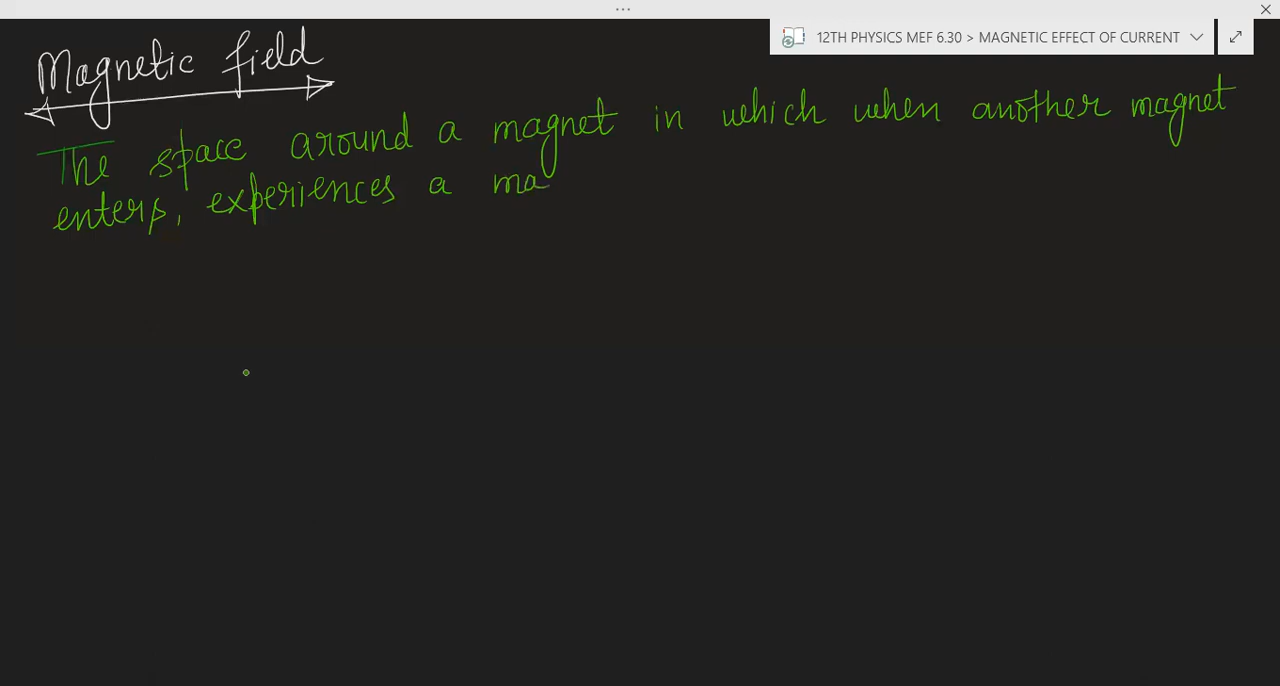 12TH PHYSICS MEF 6.30 > MAGNETIC EFFECT OF CURRENT
Magnetic field
The space around a magnet in which when another magnet
enters, experiences a ma